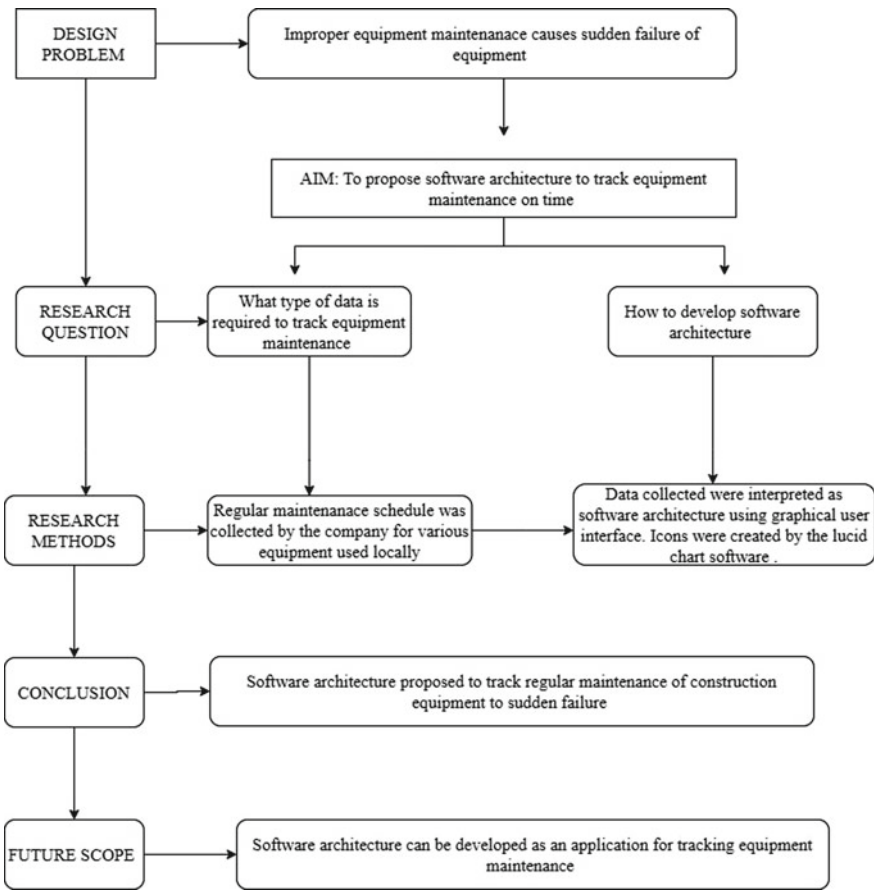 DESIGN
PROBLEM
Improper equipment maintenanace causes sudden failure of
equipment
AIM: To propose software architecture to track equipment
maintenance on time
RESEARCH
QUESTION
What type of data is
required to track equipment
maintenance
How to develop software
architecture
RESEARCH
METHODS
Regular maintenanace schedule was
collected by the company for various
equipment used locally
Data collected were interpreted as
software architecture using graphical user
interface. Icons were created by the lucid
chart software .
CONCLUSION
Software architecture proposed to track regular maintenance of construction
equipment to sudden failure
FUTURE SCOPE
Software architecture can be developed as an application for tracking equipment
maintenance